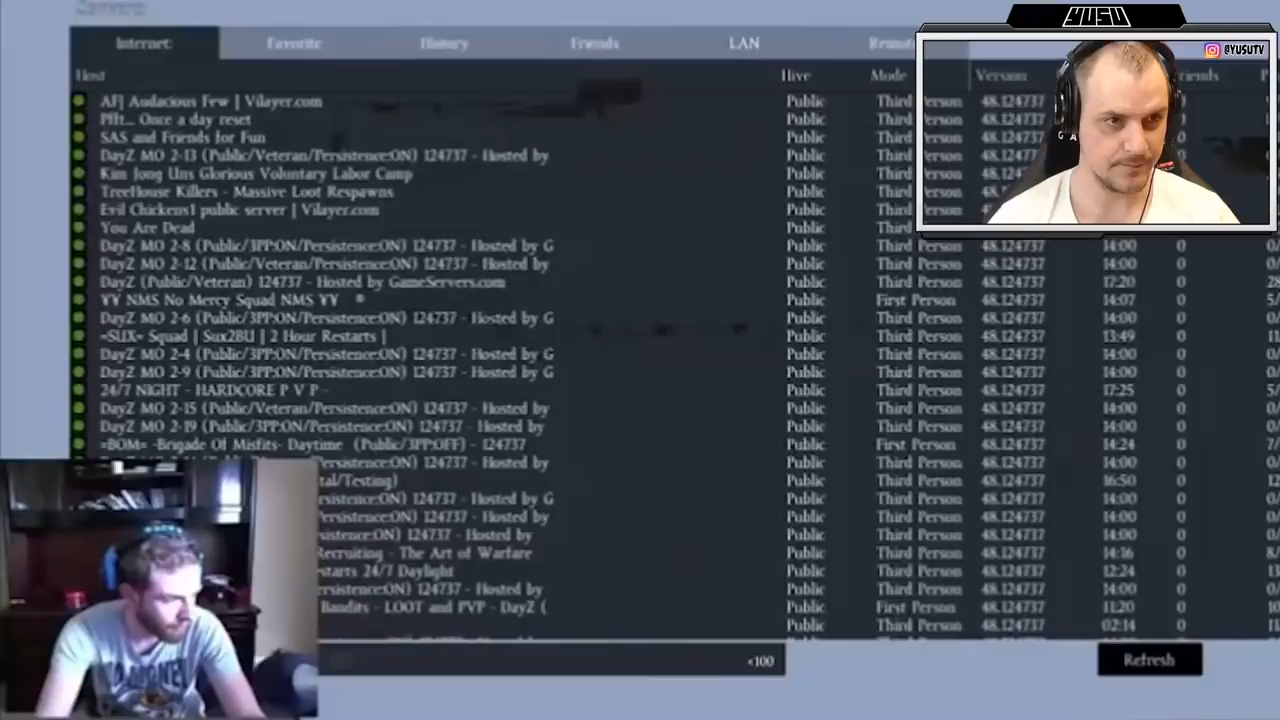 Servers
YUSU
@YUSUTV
Internet Favorite History Friends LAN
Host Hive Mode Version
AF| Audacious Few | Vilayer.com Public Third Person 48.124737
Pfft... Once a day reset Public Third Person 48.124737
SAS and Friends for Fun Public Third Person 48.124737
DayZ MO 2-13 (Public/Veteran/Persistence:ON) 124737 - Hosted by Public Third Person 48.124737
Kim Jong Uns Glorious Voluntary Labor Camp Public Third Person 48.124737
TreeHouse Killers - Massive Loot Respawns Public Third Person 48.124737
Evil Chickens1 public server | Vilayer.com Public Third Person 48.124737
You Are Dead Public Third Person 48.124737
DayZ MO 2-8 (Public/3PP:ON/Persistence:ON) 124737 - Hosted by G Public Third Person 48.124737 14:00 0
DayZ MO 2-12 (Public/Veteran/Persistence:ON) 124737 - Hosted by Public Third Person 48.124737 14:00 0
DayZ (Public/Veteran) 124737 - Hosted by GameServers.com Public Third Person 48.124737 17:20 0
¥¥ NMS No Mercy Squad NMS ¥¥ Public First Person 48.124737 14:07 0
DayZ MO 2-6 (Public/3PP:ON/Persistence:ON) 124737 - Hosted by G Public Third Person 48.124737 14:00 0
=SUX= Squad | Sux2BU | 2 Hour Restarts | Public Third Person 48.124737 13:49 0
DayZ MO 2-4 (Public/3PP:ON/Persistence:ON) 124737 - Hosted by G Public Third Person 48.124737 14:00 0
DayZ MO 2-9 (Public/3PP:ON/Persistence:ON) 124737 - Hosted by G Public Third Person 48.124737 14:00 0
24/7 NIGHT - HARDCORE P V P - Public Third Person 48.124737 17:25 0
DayZ MO 2-15 (Public/Veteran/Persistence:ON) 124737 - Hosted by Public Third Person 48.124737 14:00 0
DayZ MO 2-19 (Public/3PP:ON/Persistence:ON) 124737 - Hosted by Public Third Person 48.124737 14:00 0
=BOM= -Brigade Of Misfits- Daytime (Public/3PP:OFF) - 124737 Public First Person 48.124737 14:24 0
124737 - Hosted by Public Third Person 48.124737 14:00 0
tal/Testing) Public Third Person 48.124737 16:50 0
rsistence:ON) 124737 - Hosted by G Public Third Person 48.124737 14:00 0
ersistence:ON) 124737 - Hosted by Public Third Person 48.124737 14:00 0
sistence:ON) 124737 - Hosted by Public Third Person 48.124737 14:00 0
Recruiting - The Art of Warfare Public Third Person 48.124737 14:16 0
starts 24/7 Daylight Public Third Person 48.124737 12:24 0
rsistence:ON) 124737 - Hosted by Public Third Person 48.124737 14:00 0
Bandits - LOOT and PVP - DayZ ( Public First Person 48.124737 11:20 0
Public Third Person 48.124737 02:14 0
<100 Refresh